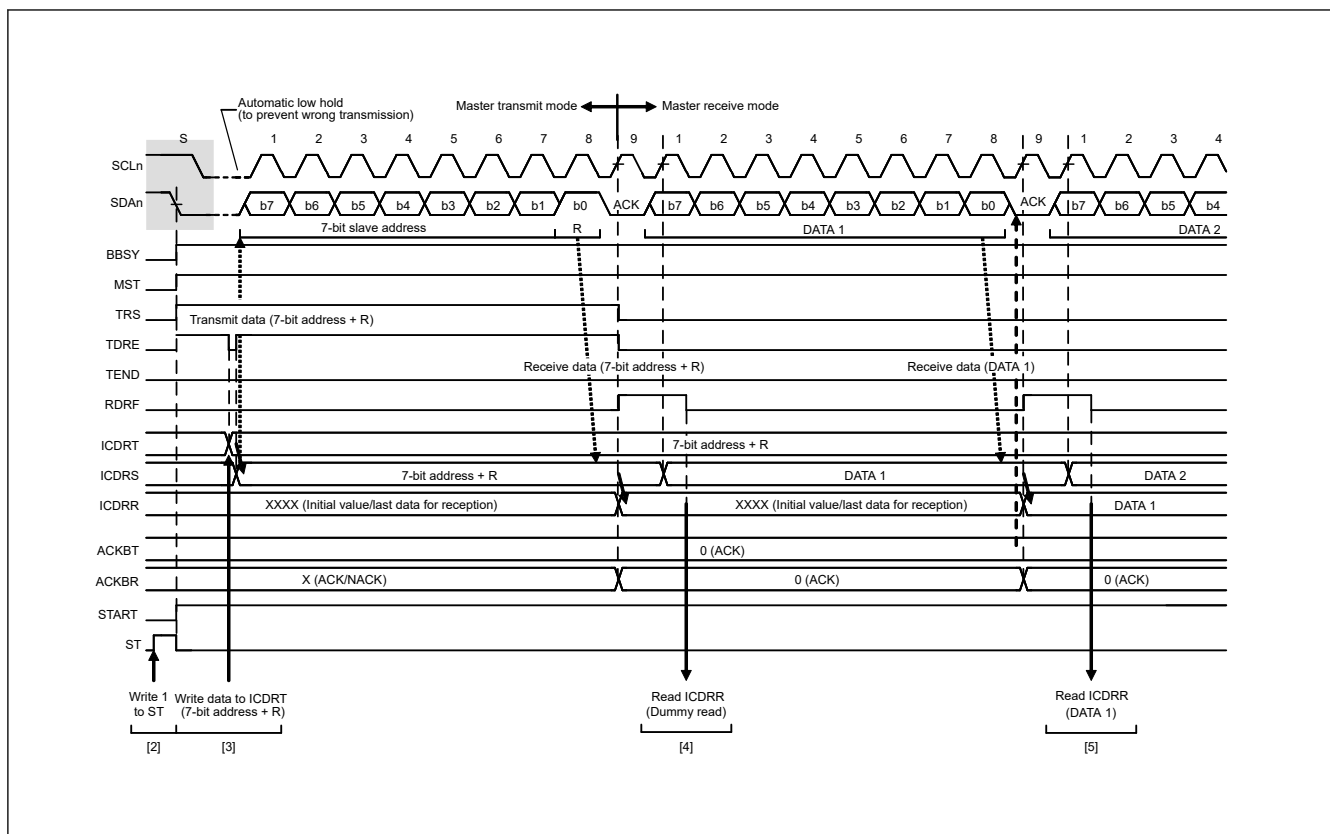 Automatic low hold
(to prevent wrong transmission)
Master transmit mode
Master receive mode
S 1 2 3 4 5 6 7 8 9 1 2 3 4 5 6 7 8 9 1 2 3 4
SCLn
SDAn
b7 b6 b5 b4 b3 b2 b1 b0 ACK b7 b6 b5 b4 b3 b2 b1 b0 ACK b7 b6 b5 b4
7-bit slave address R DATA 1 DATA 2
BBSY
MST
TRS
Transmit data (7-bit address + R)
TDRE
Receive data (7-bit address + R) Receive data (DATA 1)
TEND
RDRF
ICDRT 7-bit address + R
ICDRS 7-bit address + R DATA 1 DATA 2
ICDRR XXXX (Initial value/last data for reception) XXXX (Initial value/last data for reception) DATA 1
ACKBT 0 (ACK)
ACKBR X (ACK/NACK) 0 (ACK) 0 (ACK)
START
ST
Write 1
to ST
Write data to ICDRT
(7-bit address + R)
Read ICDRR
(Dummy read)
Read ICDRR
(DATA 1)
[2] [3] [4] [5]